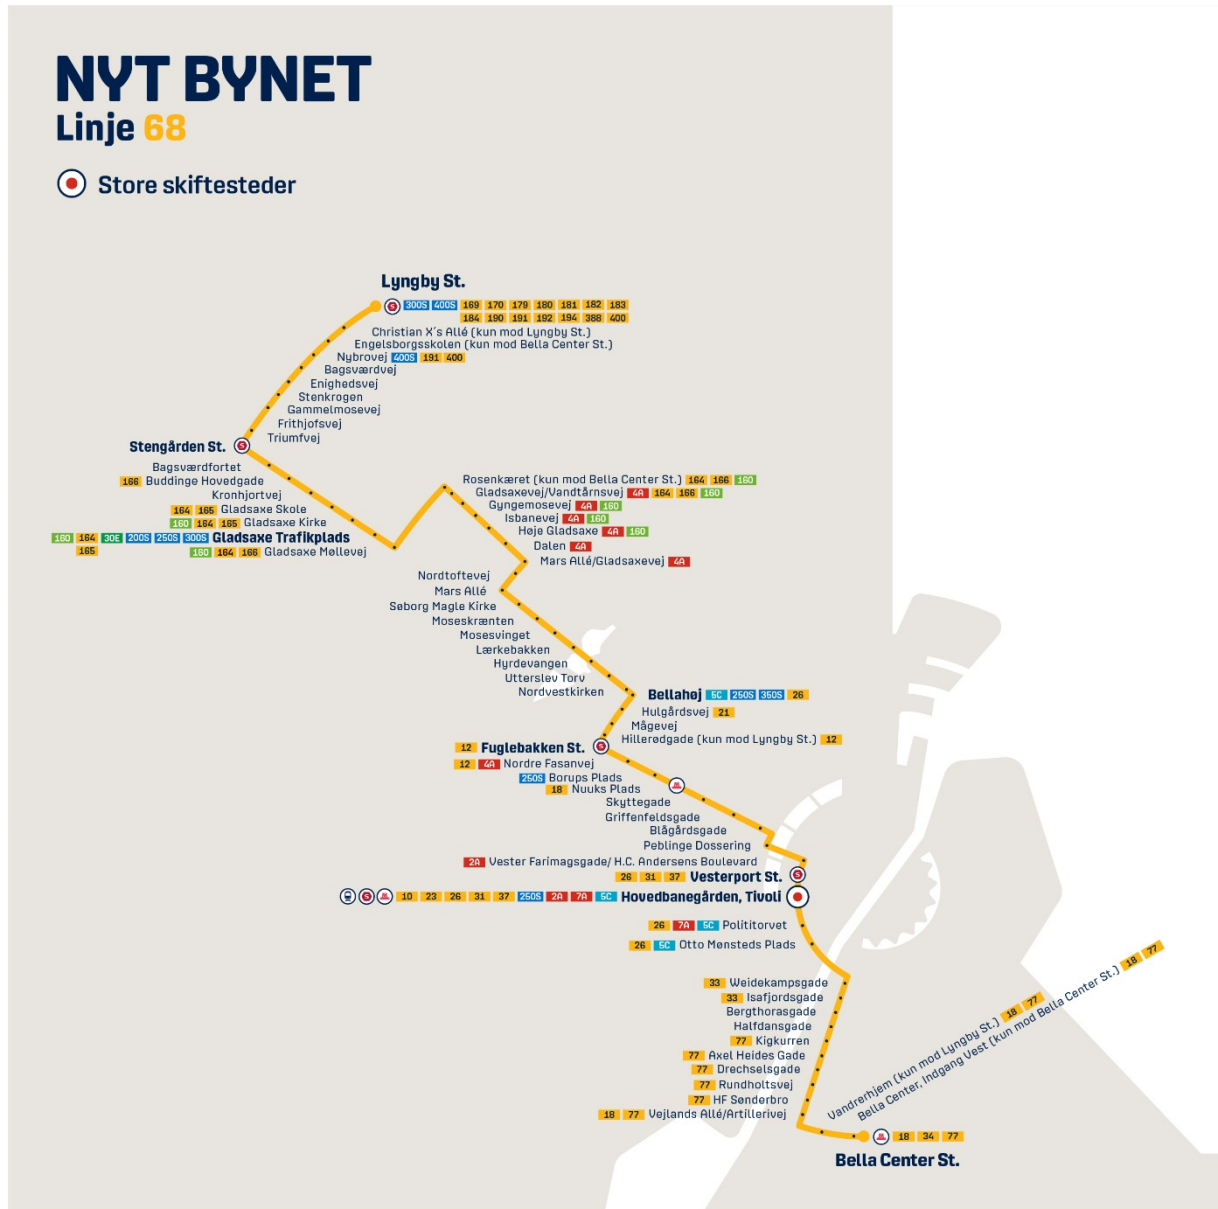 NYT BYNET
Linje 68
Store skiftesteder
Lyngby St.
S 300S 400S 169 170 179 180 181 182 183
184 190 191 192 194 388 400
Christian X´s Allé (kun mod Lyngby St.)
Engelsborgsskolen (kun mod Bella Center St.)
Nybrovej 400S 191 400
Bagsværdvej
Enighedsvej
Stenkrogen
Gammelmosevej
Frithjofsvej
Triumfvej
Stengården St. S
Bagsværdfortet
166 Buddinge Hovedgade
Kronhjortvej
164 165 Gladsaxe Skole
160 164 165 Gladsaxe Kirke
160 164 30E 200S 250S 300S Gladsaxe Trafikplads
165
160 164 166 Gladsaxe Møllevej
Rosenkæret (kun mod Bella Center St.) 164 166 160
Gladsaxevej/Vandtårnsvej 4A 164 166 160
Gyngemosevej 4A 160
Isbanevej 4A 160
Høje Gladsaxe 4A 160
Dalen 4A
Mars Allé/Gladsaxevej 4A
Nordtoftevej
Mars Allé
Søborg Magle Kirke
Moseskrænten
Mosesvinget
Lærkebakken
Hyrdevangen
Utterslev Torv
Nordvestkirken
Bellahøj 5C 250S 350S 26
Hulgårdsvej 21
Mågevej
Hillerødgade (kun mod Lyngby St.) 12
12 Fuglebakken St. S
12 4A Nordre Fasanvej
250S Borups Plads
18 Nuuks Plads
Skyttegade
Griffenfeldsgade
Blågårdsgade
Peblinge Dossering
2A Vester Farimagsgade/ H.C. Andersens Boulevard
26 31 37 Vesterport St. S
S 10 23 26 31 37 250S 2A 7A 5C Hovedbanegården, Tivoli
26 7A 5C Polititorvet
26 5C Otto Mønsteds Plads
33 Weidekampsgade
33 Isafjordsgade
Bergthorasgade
Halfdansgade
77 Kigkurren
77 Axel Heides Gade
77 Drechselsgade
77 Rundholtsvej
77 HF Sønderbro
18 77 Vejlands Allé/Artillerivej
Vandrerhjem (kun mod Lyngby St.) 18 77
Bella Center, Indgang Vest (kun mod Bella Center St.) 18 77
18 34 77
Bella Center St.